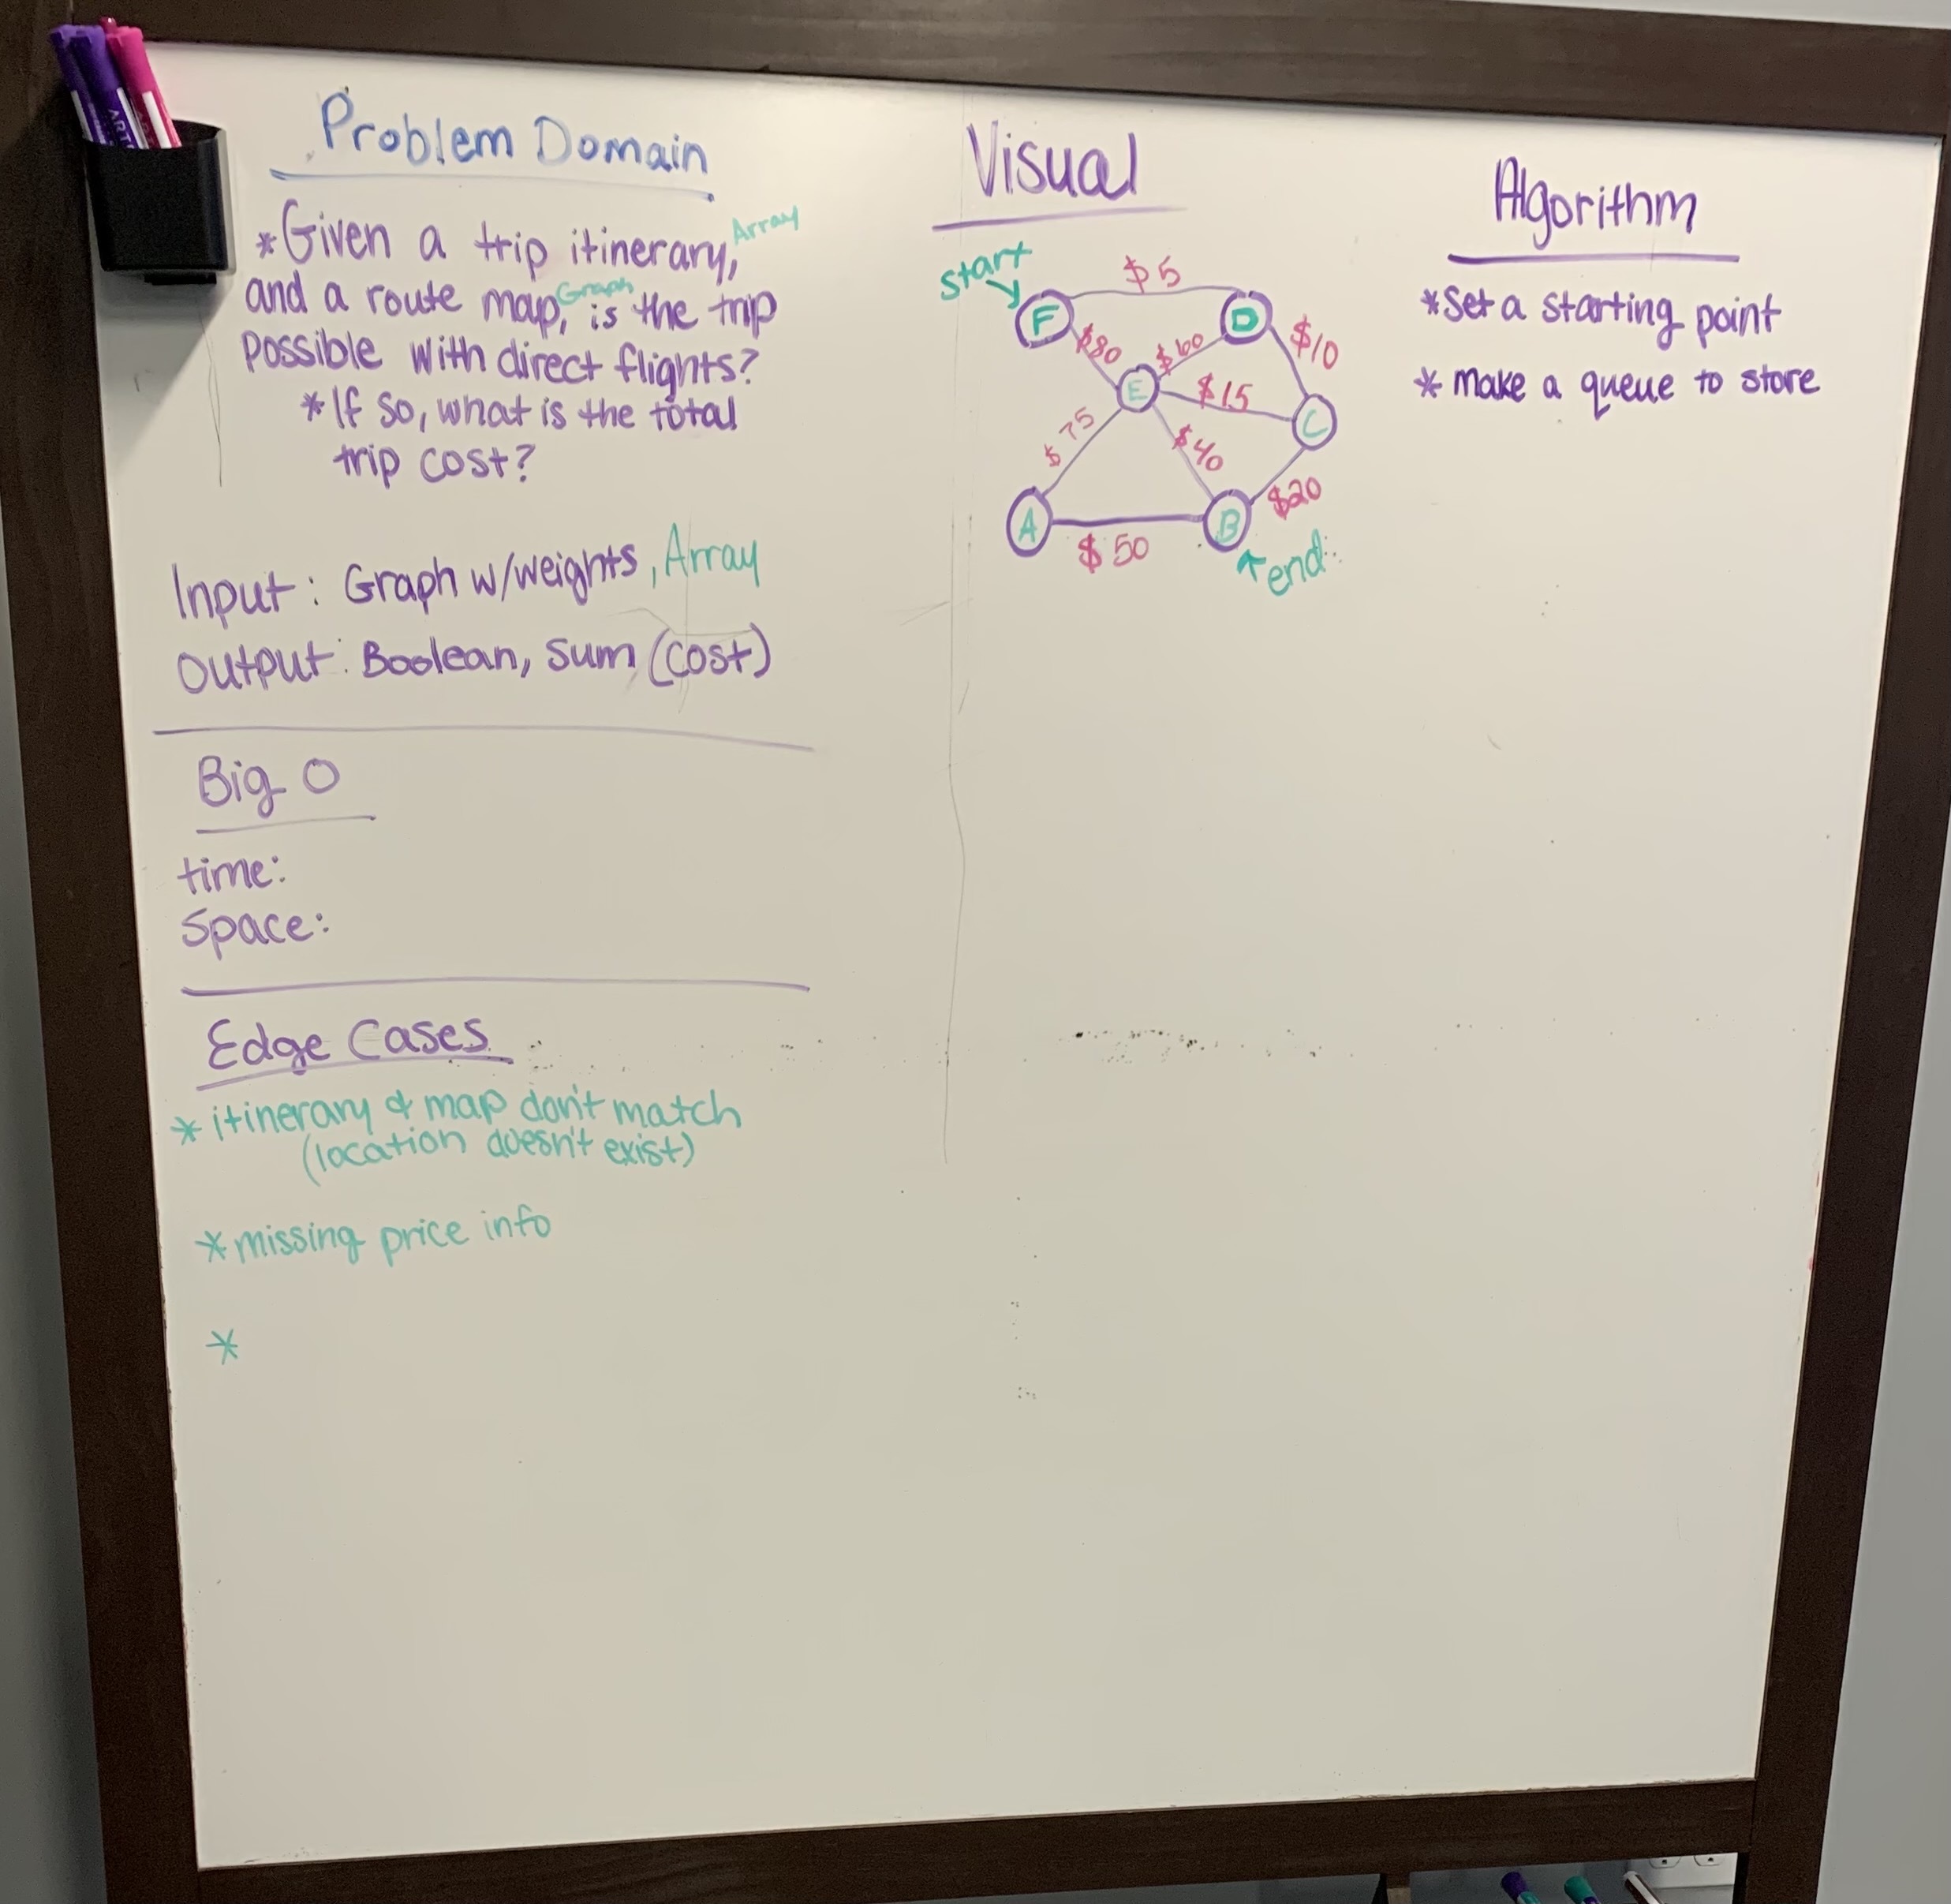 Problem Domain
*Given a trip itinerary, Array
and a route map, Graph is the trip
possible with direct flights?
*If so, what is the total
trip cost?
Input: Graph w/weights, Array
Output: Boolean, Sum (cost)
Big O
time:
Space:
Edge Cases
* itinerary & map don't match
(location doesn't exist)
* missing price info
*
Visual
start
$5
F
D
$80
$60
$10
E
$15
C
$75
$40
$20
A
B
$50
end
Algorithm
*Set a starting point
* make a queue to store